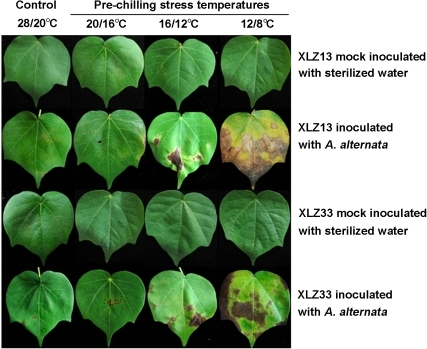 Control
Pre-chilling stress temperatures
28/20°C
20/16°C
16/12°C
12/8°C
XLZ13 mock inoculated
with sterilized water
XLZ13 inoculated
with A. alternata
XLZ33 mock inoculated
with sterilized water
XLZ33 inoculated
with A. alternata